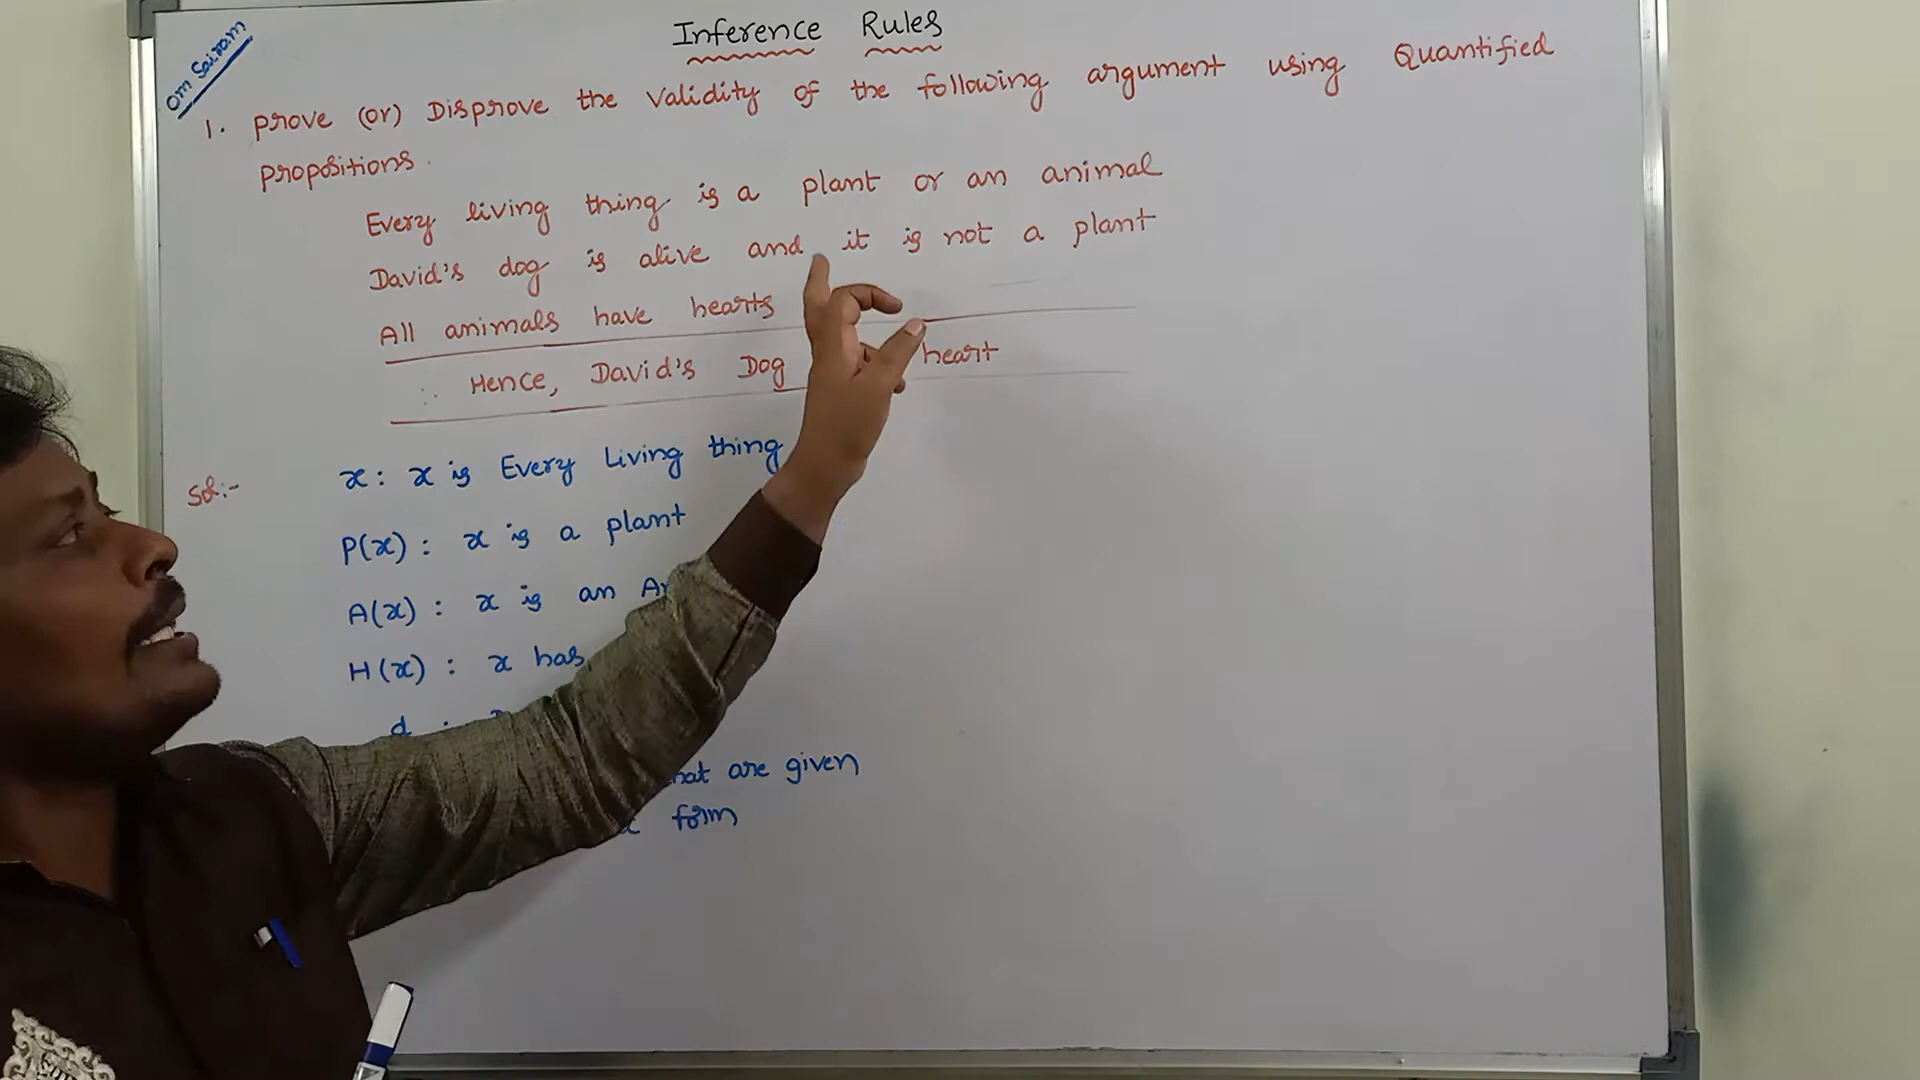 Inference Rules
Om Sairam
1. Prove (or) Disprove the Validity of the following argument using Quantified
propositions.
Every living thing is a plant or an animal
David's dog is alive and it is not a plant
All animals have hearts
∴ Hence, David's Dog heart
Sol:-
x: x is Every Living thing
P(x): x is a plant
A(x): x is an
H(x): x has
d :
are given
form